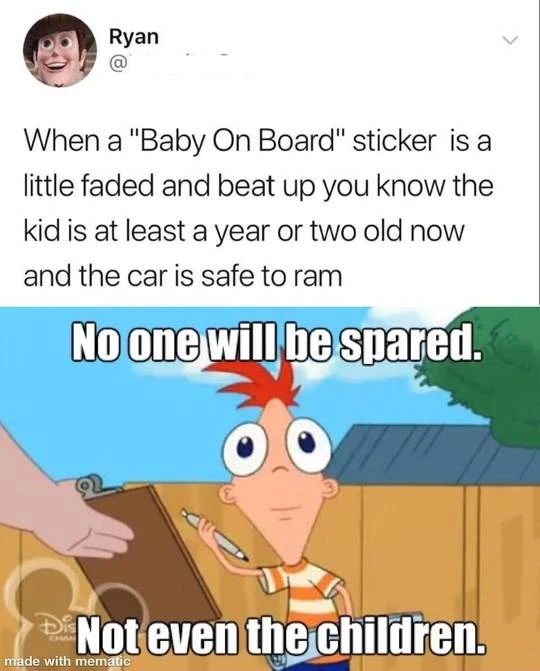 Ryan
@
When a "Baby On Board" sticker is a
little faded and beat up you know the
kid is at least a year or two old now
and the car is safe to ram
No one will be spared.
Not even the children.
made with mematic